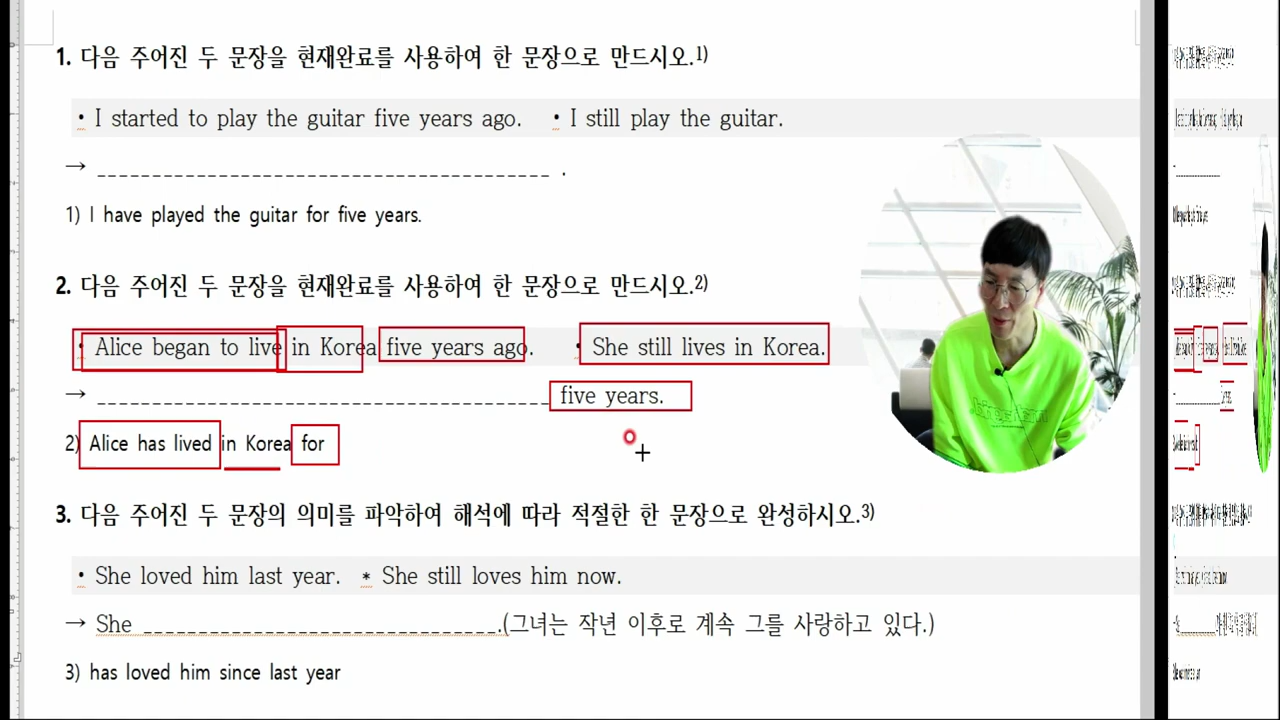 1. 다음 주어진 두 문장을 현재완료를 사용하여 한 문장으로 만드시오.1)
• I started to play the guitar five years ago. • I still play the guitar.
→ ___________________________________ .
1) I have played the guitar for five years.
2. 다음 주어진 두 문장을 현재완료를 사용하여 한 문장으로 만드시오.2)
• Alice began to live in Korea five years ago. • She still lives in Korea.
→ ___________________________________ five years.
2) Alice has lived in Korea for
3. 다음 주어진 두 문장의 의미를 파악하여 해석에 따라 적절한 한 문장으로 완성하시오.3)
• She loved him last year. * She still loves him now.
→ She ___________________________.(그녀는 작년 이후로 계속 그를 사랑하고 있다.)
3) has loved him since last year